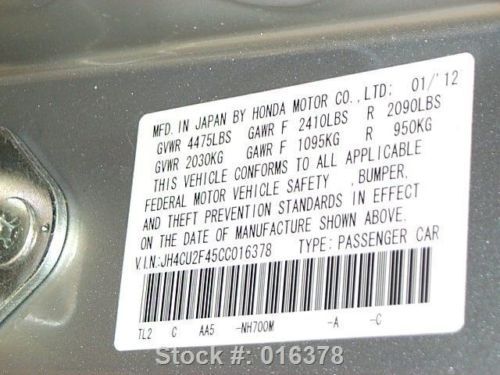 MFD. IN JAPAN BY HONDA MOTOR CO.,LTD: 01/'12
GVWR 4475LBS GAWR F 2410LBS R 2090LBS
GVWR 2030KG GAWR F 1095KG R 950KG
THIS VEHICLE CONFORMS TO ALL APPLICABLE
FEDERAL MOTOR VEHICLE SAFETY ,BUMPER,
AND THEFT PREVENTION STANDARDS IN EFFECT
ON THE DATE OF MANUFACTURE SHOWN ABOVE.
V.I.N:JH4CU2F45CC016378 TYPE: PASSENGER CAR
TL2 C AA5 -NH700M -A -C
Stock #: 016378